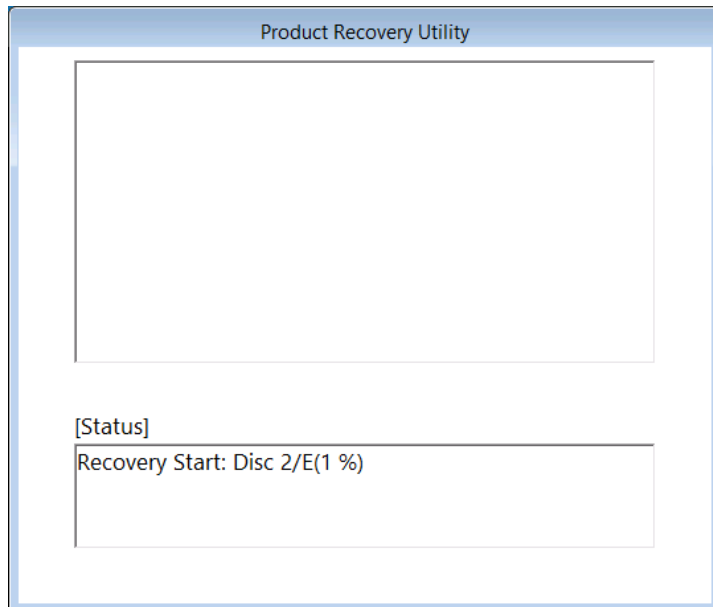 Product Recovery Utility
[Status]
Recovery Start: Disc 2/E(1 %)